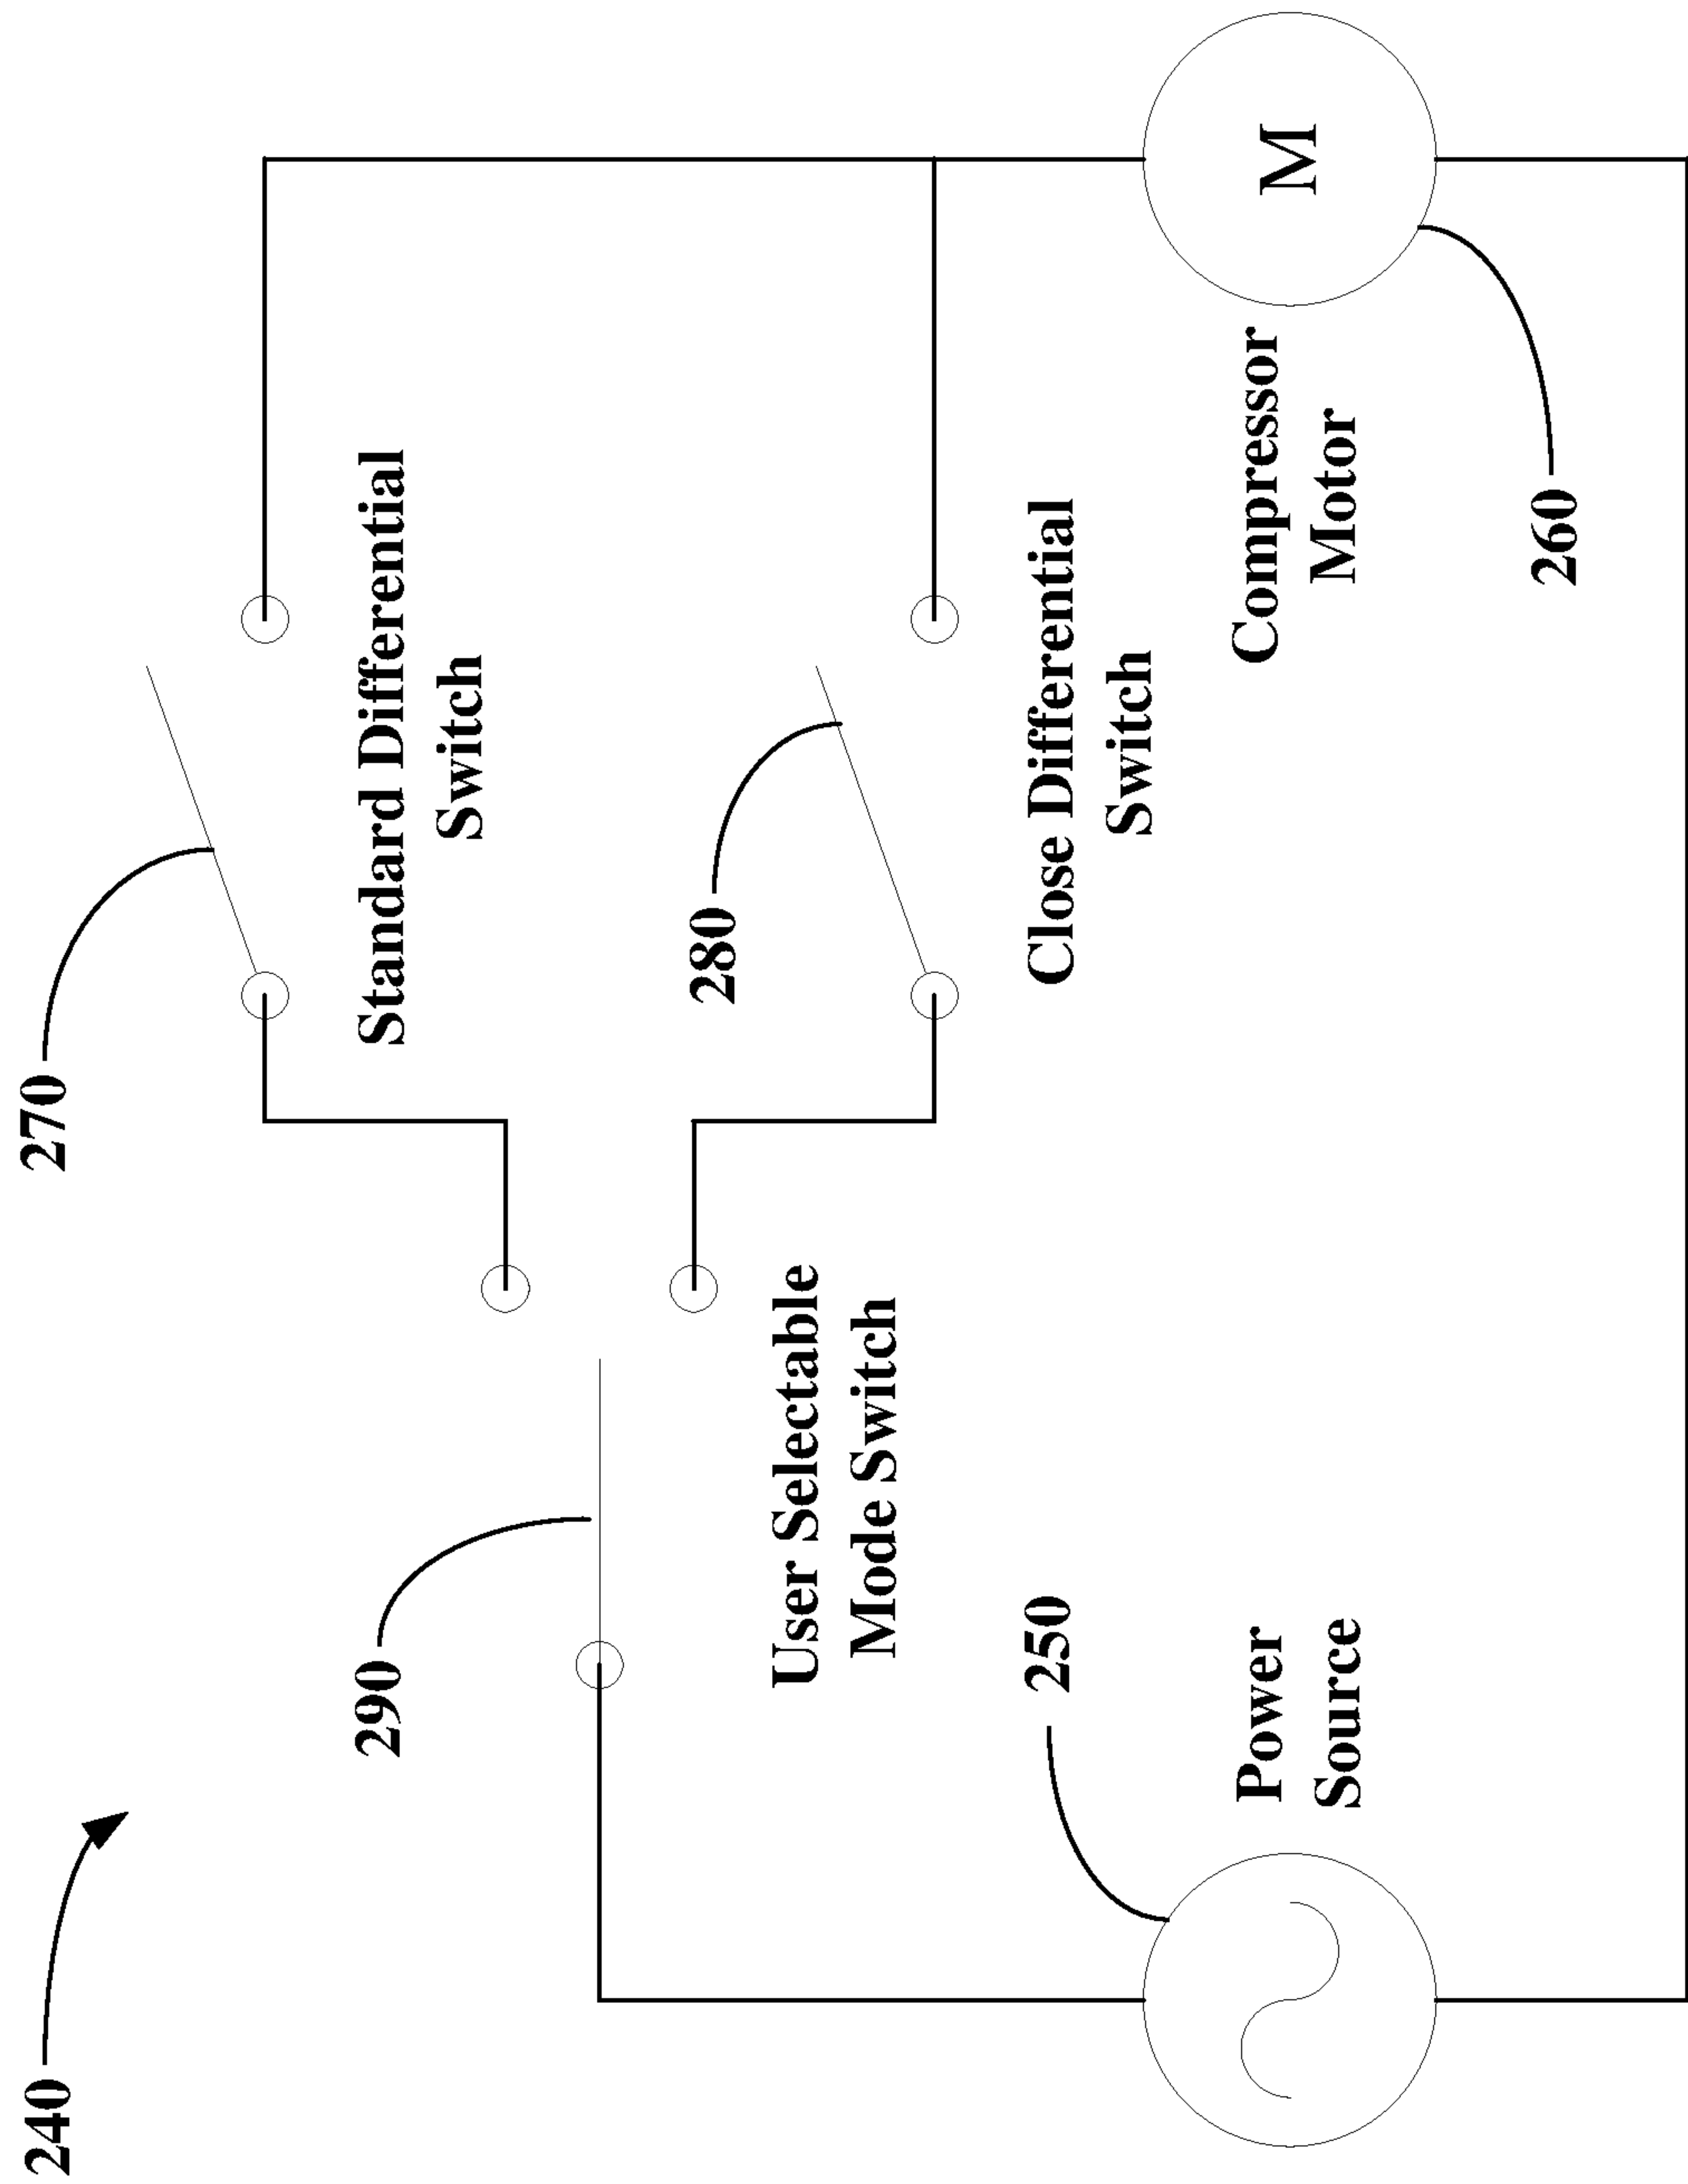 240
270
290
Standard Differential
Switch
280
User Selectable
Mode Switch
Close Differential
Switch
250
Power
Source
Compressor
Motor
M
260